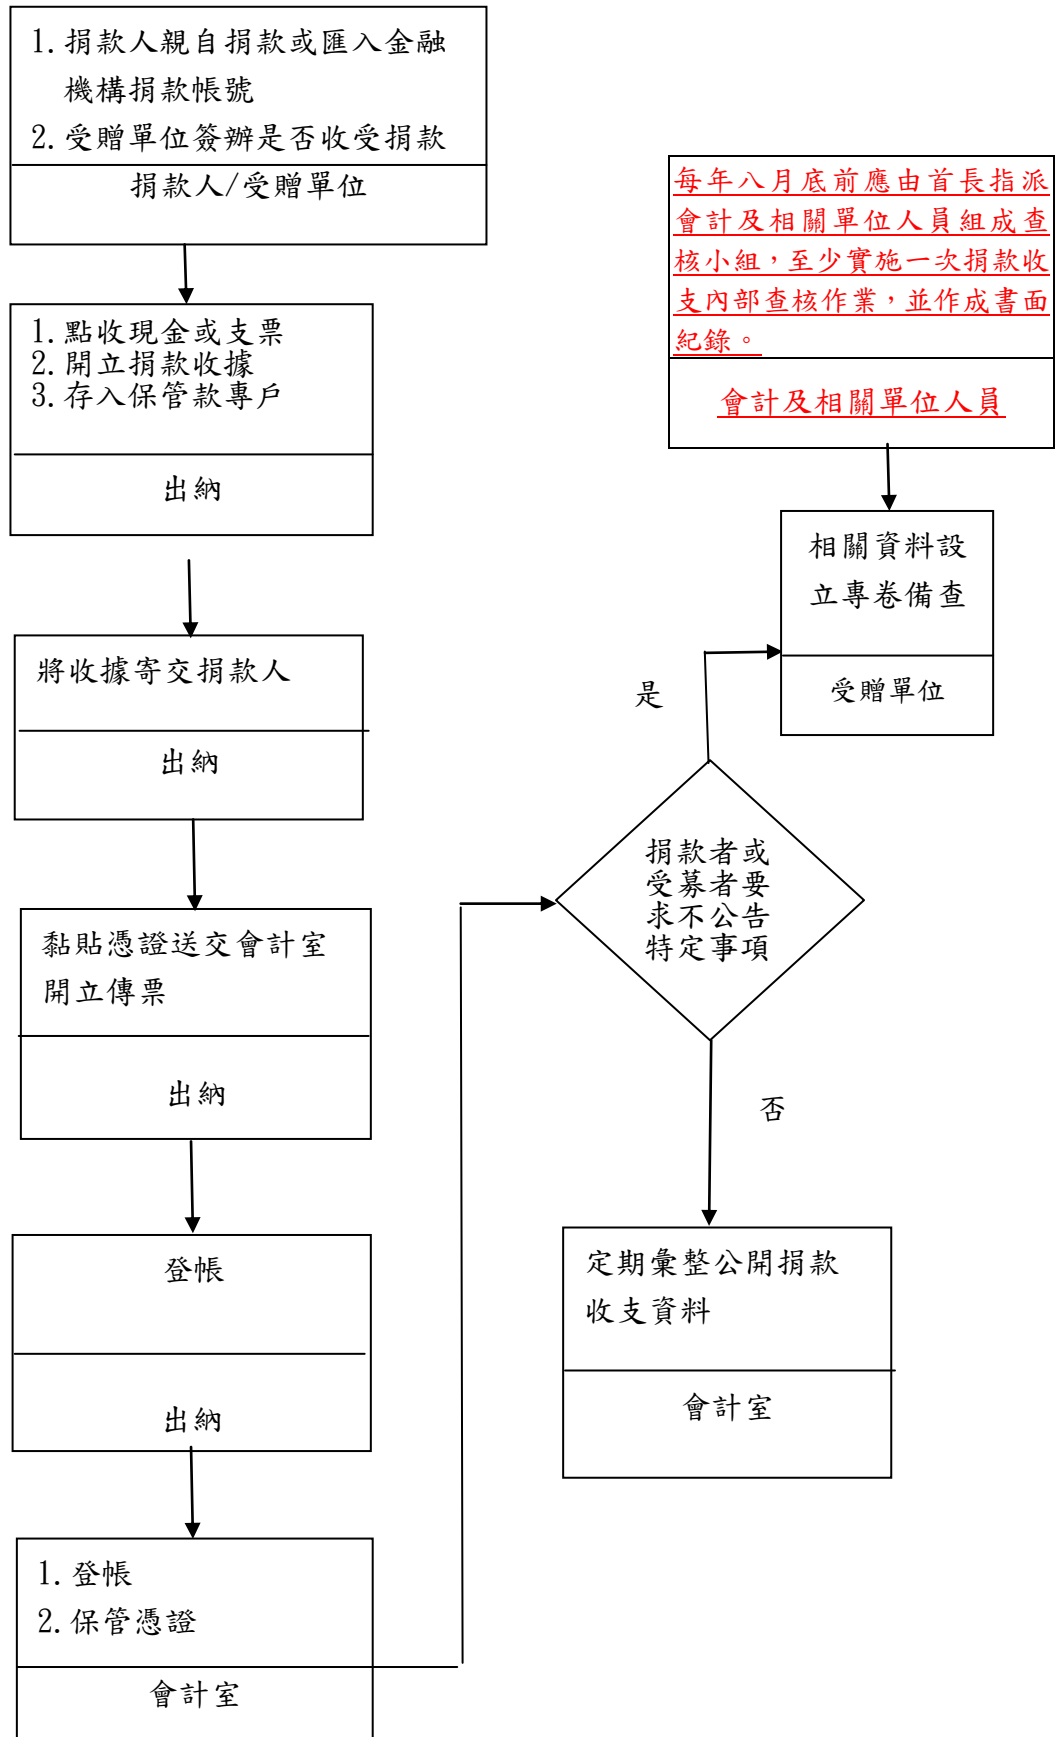 1.捐款人親自捐款或匯入金融
機構捐款帳號
2.受贈單位簽辦是否收受捐款
捐款人/受贈單位
1.點收現金或支票
2.開立捐款收據
3.存入保管款專戶
出納
將收據寄交捐款人
出納
黏貼憑證送交會計室
開立傳票
出納
登帳
出納
1.登帳
2.保管憑證
會計室
每年八月底前應由首長指派
會計及相關單位人員組成查
核小組，至少實施一次捐款收
支內部查核作業，並作成書面
紀錄。
會計及相關單位人員
相關資料設
立專卷備查
受贈單位
是
捐款者或
受募者要
求不公告
特定事項
否
定期彙整公開捐款
收支資料
會計室